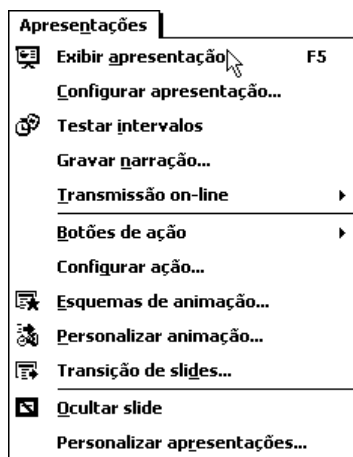 Apresentações
Exibir apresentação F5
Configurar apresentação...
Testar intervalos
Gravar narração...
Transmissão on-line
Botões de ação
Configurar ação...
Esquemas de animação...
Personalizar animação...
Transição de slides...
Ocultar slide
Personalizar apresentações...